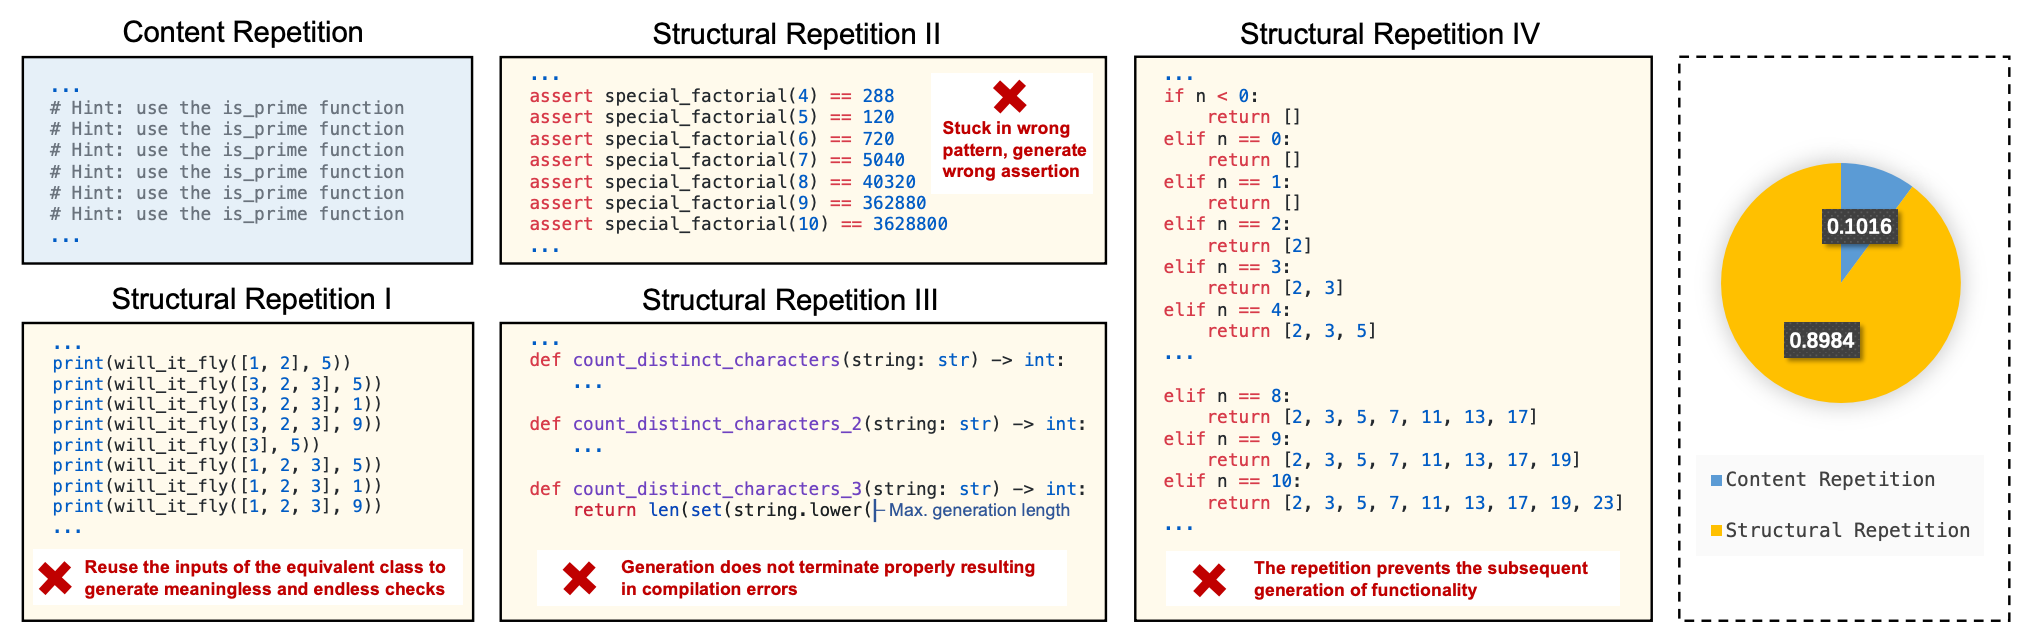 Content Repetition
...
# Hint: use the is_prime function
# Hint: use the is_prime function
# Hint: use the is_prime function
# Hint: use the is_prime function
# Hint: use the is_prime function
# Hint: use the is_prime function
...
Structural Repetition I
...
print(will_it_fly([1, 2], 5))
print(will_it_fly([3, 2, 3], 5))
print(will_it_fly([3, 2, 3], 1))
print(will_it_fly([3, 2, 3], 9))
print(will_it_fly([3], 5))
print(will_it_fly([1, 2, 3], 5))
print(will_it_fly([1, 2, 3], 1))
print(will_it_fly([1, 2, 3], 9))
...
Reuse the inputs of the equivalent class to
generate meaningless and endless checks
Structural Repetition II
...
assert special_factorial(4) == 288
assert special_factorial(5) == 120
assert special_factorial(6) == 720
assert special_factorial(7) == 5040
assert special_factorial(8) == 40320
assert special_factorial(9) == 362880
assert special_factorial(10) == 3628800
...
Stuck in wrong
pattern, generate
wrong assertion
Structural Repetition III
...
def count_distinct_characters(string: str) -> int:
    ...
def count_distinct_characters_2(string: str) -> int:
    ...
def count_distinct_characters_3(string: str) -> int:
    return len(set(string.lower( Max. generation length
Generation does not terminate properly resulting
in compilation errors
Structural Repetition IV
...
if n < 0:
    return []
elif n == 0:
    return []
elif n == 1:
    return []
elif n == 2:
    return [2]
elif n == 3:
    return [2, 3]
elif n == 4:
    return [2, 3, 5]
...
elif n == 8:
    return [2, 3, 5, 7, 11, 13, 17]
elif n == 9:
    return [2, 3, 5, 7, 11, 13, 17, 19]
elif n == 10:
    return [2, 3, 5, 7, 11, 13, 17, 19, 23]
...
The repetition prevents the subsequent
generation of functionality
0.1016
0.8984
Content Repetition
Structural Repetition